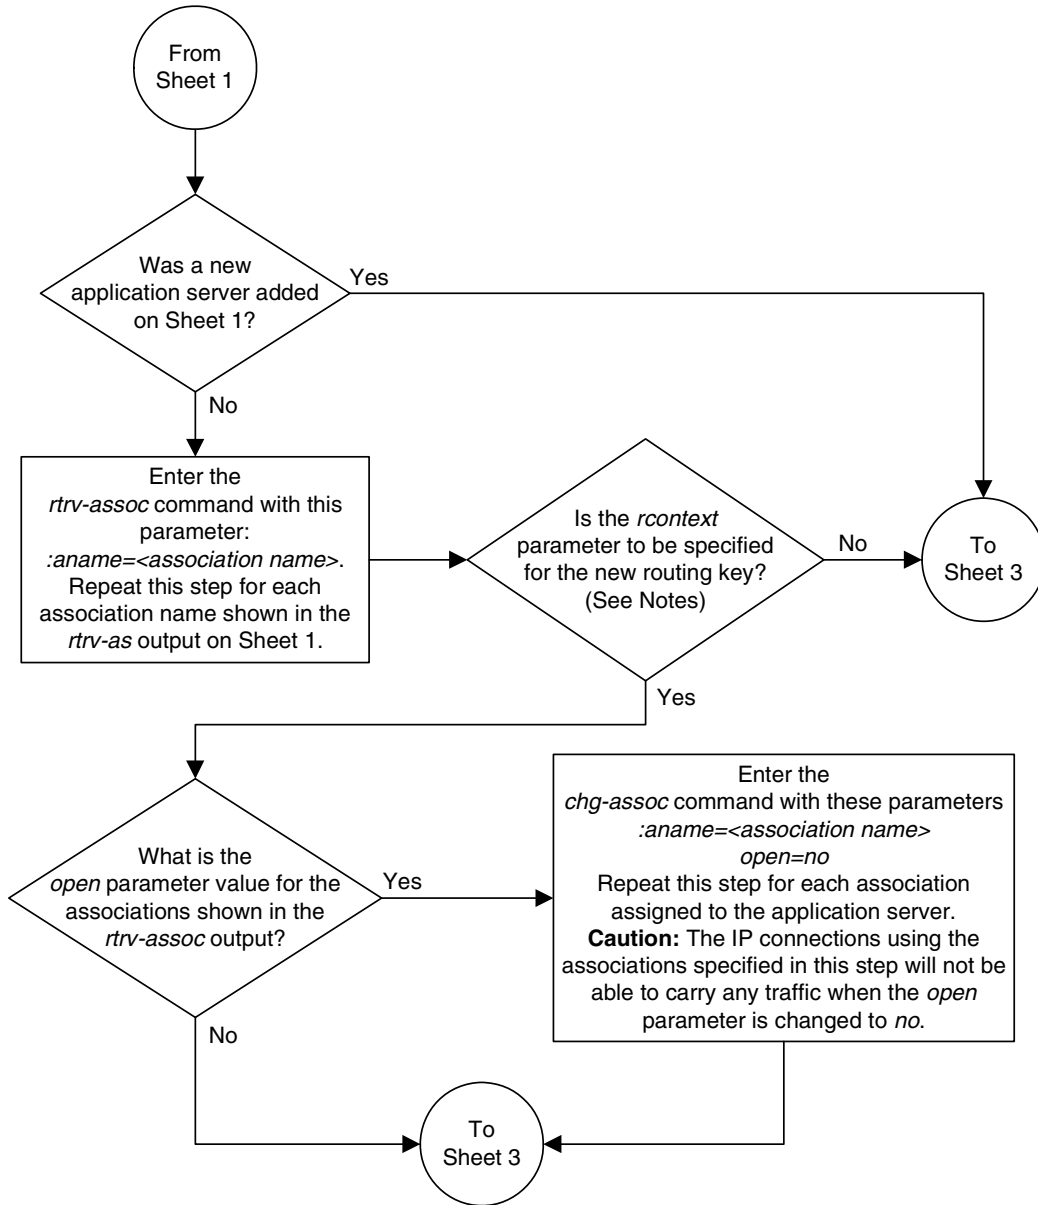 From
Sheet 1
Was a new
application server added
on Sheet 1?
Yes
No
Enter the
rtrv-assoc command with this
parameter:
:aname=<association name>.
Repeat this step for each
association name shown in the
rtrv-as output on Sheet 1.
Is the rcontext
parameter to be specified
for the new routing key?
(See Notes)
No
To
Sheet 3
Yes
What is the
open parameter value for the
associations shown in the
rtrv-assoc output?
Yes
No
Enter the
chg-assoc command with these parameters
:aname=<association name>
open=no
Repeat this step for each association
assigned to the application server.
Caution: The IP connections using the
associations specified in this step will not be
able to carry any traffic when the open
parameter is changed to no.
To
Sheet 3